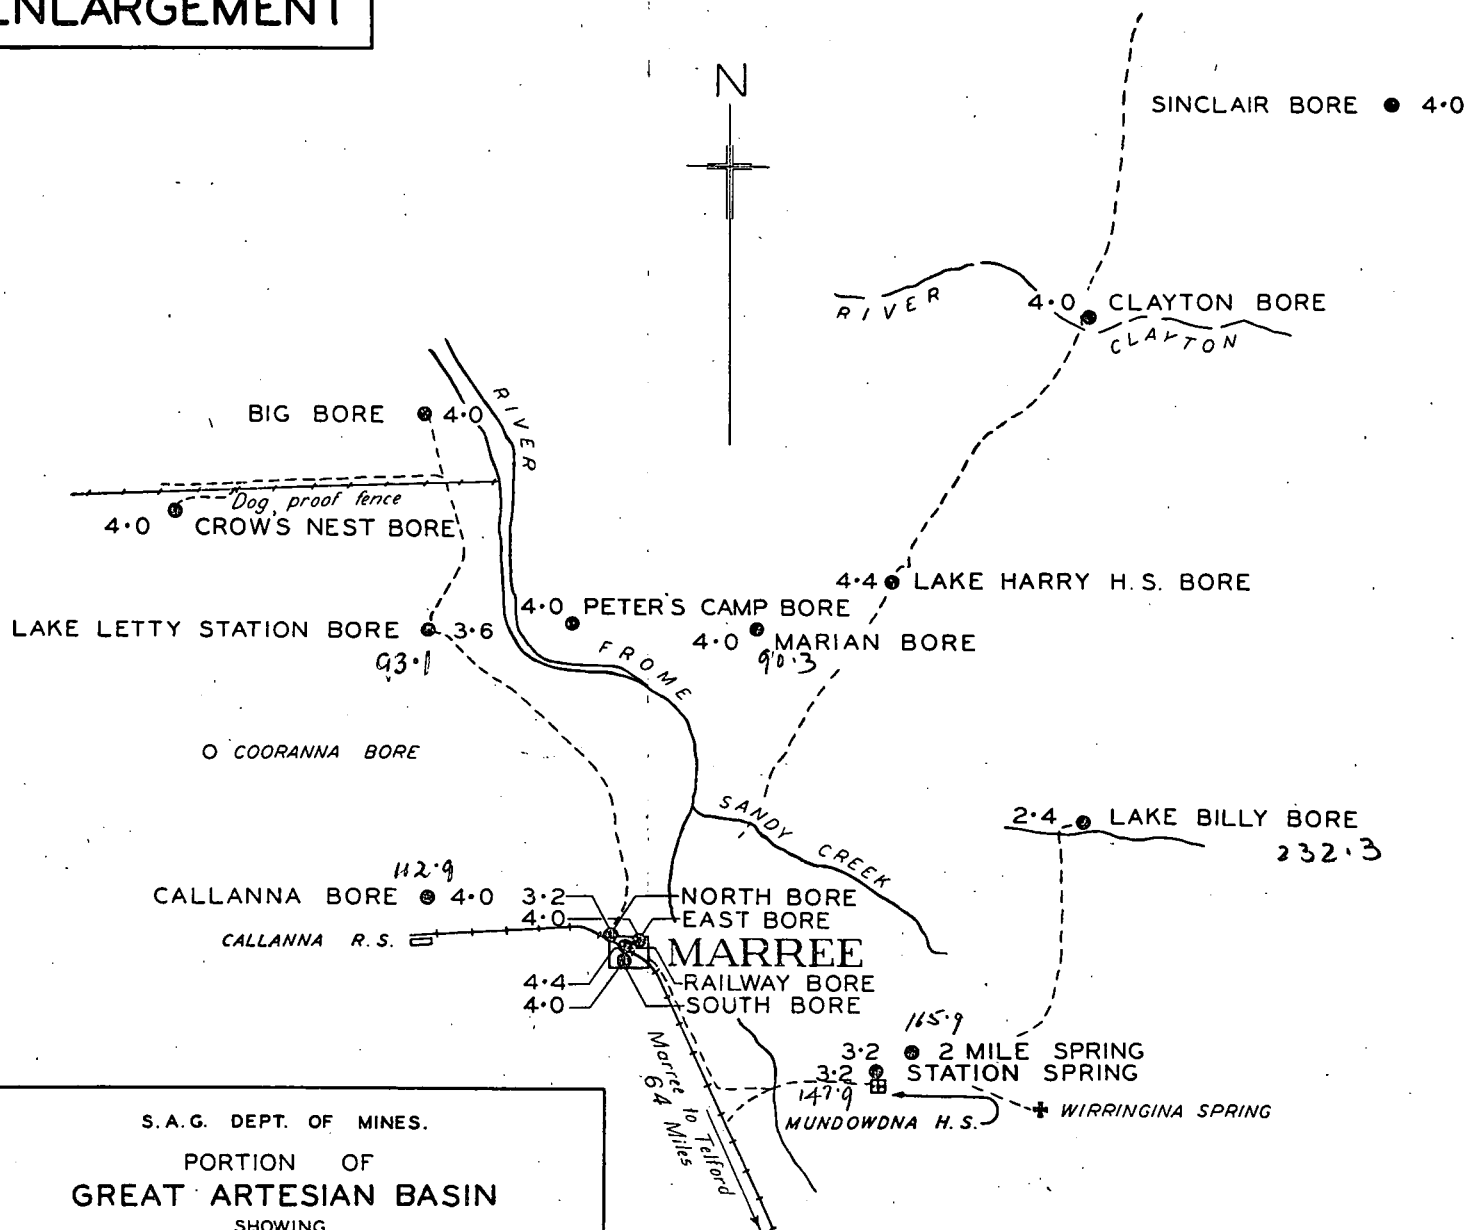 ENLARGEMENT
N
SINCLAIR BORE 4·0
RIVER
4·0 CLAYTON BORE
CLAYTON
BIG BORE 4·0
RIVER
Dog proof fence
4·0 CROW'S NEST BORE
4·4 LAKE HARRY H.S. BORE
4·0 PETER'S CAMP BORE
LAKE LETTY STATION BORE 3·6
93·1
4·0 MARIAN BORE
90·3
FROME
COORANNA BORE
SANDY CREEK
2·4 LAKE BILLY BORE
232·3
112·9
CALLANNA BORE 4·0
3·2 NORTH BORE
4·0 EAST BORE
CALLANNA R.S.
MARREE
4·4 RAILWAY BORE
4·0 SOUTH BORE
165·9
3·2 2 MILE SPRING
3·2 STATION SPRING
147·9
MUNDOWDNA H.S.
WIRRINGINA SPRING
Marree to Telford
64 Miles
S.A.G. DEPT. OF MINES.
PORTION OF
GREAT ARTESIAN BASIN
SHOWING